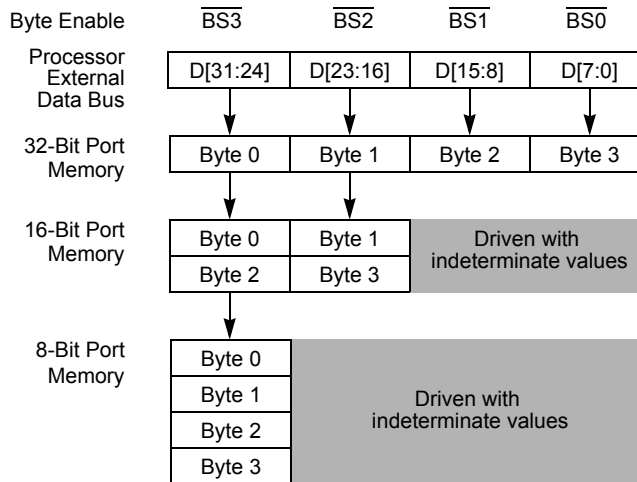 Byte Enable BS3 BS2 BS1 BS0
Processor
External
Data Bus
D[31:24] D[23:16] D[15:8] D[7:0]
32-Bit Port
Memory
Byte 0 Byte 1 Byte 2 Byte 3
16-Bit Port
Memory
Byte 0 Byte 1
Byte 2 Byte 3
Driven with
indeterminate values
8-Bit Port
Memory
Byte 0
Byte 1
Byte 2
Byte 3
Driven with
indeterminate values